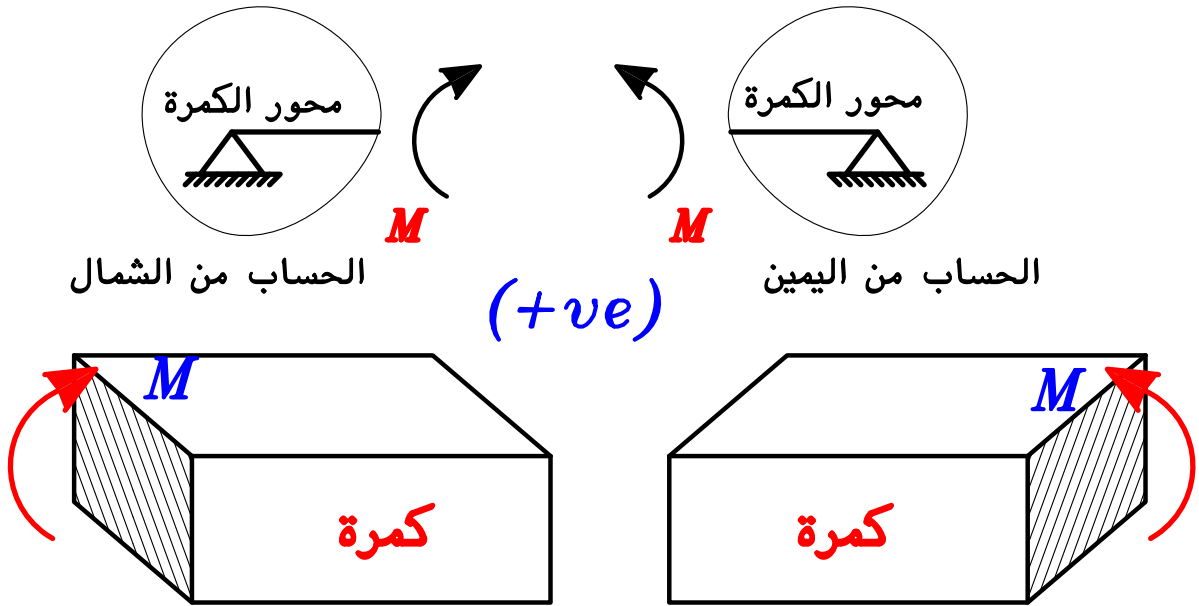 محور الكمرة
محور الكمرة
M
M
الحساب من الشمال
الحساب من اليمين
(+ve)
M
M
كمرة
كمرة